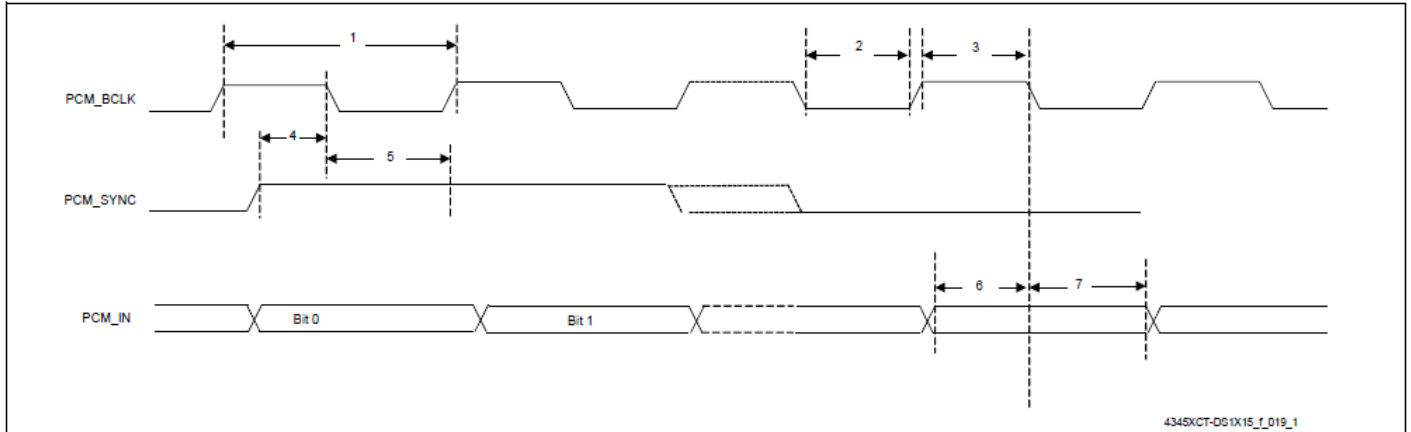 1
2
3
PCM_BCLK
4
5
PCM_SYNC
6
7
PCM_IN
Bit 0
Bit 1
4345XCT-DS1X15_f_019_1